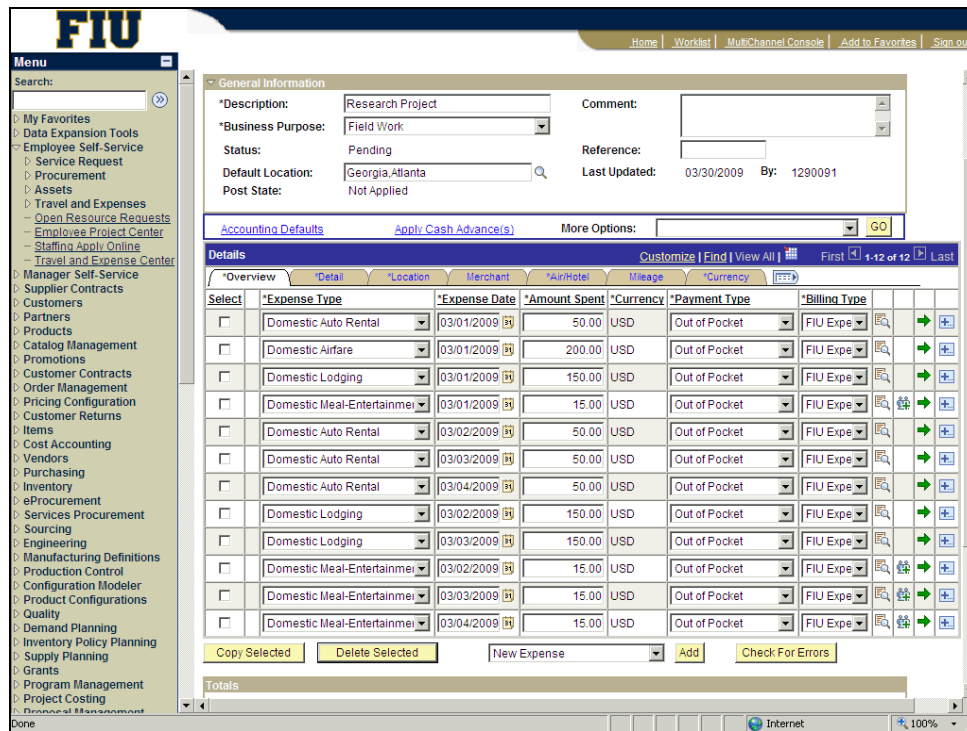 FIU
Home | Worklist | MultiChannel Console | Add to Favorites | Sign ou
Menu
Search:
My Favorites
Data Expansion Tools
Employee Self-Service
Service Request
Procurement
Assets
Travel and Expenses
Open Resource Requests
Employee Project Center
Staffing Apply Online
Travel and Expense Center
Manager Self-Service
Supplier Contracts
Customers
Partners
Products
Catalog Management
Promotions
Customer Contracts
Order Management
Pricing Configuration
Customer Returns
Items
Cost Accounting
Vendors
Purchasing
Inventory
eProcurement
Services Procurement
Sourcing
Engineering
Manufacturing Definitions
Production Control
Configuration Modeler
Product Configurations
Quality
Demand Planning
Inventory Policy Planning
Supply Planning
Grants
Program Management
Project Costing
Proposal Management
General Information
*Description: Research Project Comment:
*Business Purpose: Field Work
Status: Pending Reference:
Default Location: Georgia,Atlanta Last Updated: 03/30/2009 By: 1290091
Post State: Not Applied
Accounting Defaults Apply Cash Advance(s) More Options: GO
Details Customize | Find | View All | First 1-12 of 12 Last
*Overview *Detail *Location Merchant *Air/Hotel Mileage *Currency
Select *Expense Type *Expense Date *Amount Spent *Currency *Payment Type *Billing Type
Domestic Auto Rental 03/01/2009 31 50.00 USD Out of Pocket FIU Expe
Domestic Airfare 03/01/2009 31 200.00 USD Out of Pocket FIU Expe
Domestic Lodging 03/01/2009 31 150.00 USD Out of Pocket FIU Expe
Domestic Meal-Entertainme 03/01/2009 31 15.00 USD Out of Pocket FIU Expe
Domestic Auto Rental 03/02/2009 31 50.00 USD Out of Pocket FIU Expe
Domestic Auto Rental 03/03/2009 31 50.00 USD Out of Pocket FIU Expe
Domestic Auto Rental 03/04/2009 31 50.00 USD Out of Pocket FIU Expe
Domestic Lodging 03/02/2009 31 150.00 USD Out of Pocket FIU Expe
Domestic Lodging 03/03/2009 31 150.00 USD Out of Pocket FIU Expe
Domestic Meal-Entertainme 03/02/2009 31 15.00 USD Out of Pocket FIU Expe
Domestic Meal-Entertainme 03/03/2009 31 15.00 USD Out of Pocket FIU Expe
Domestic Meal-Entertainme 03/04/2009 31 15.00 USD Out of Pocket FIU Expe
Copy Selected Delete Selected New Expense Add Check For Errors
Totals
Done Internet 100%